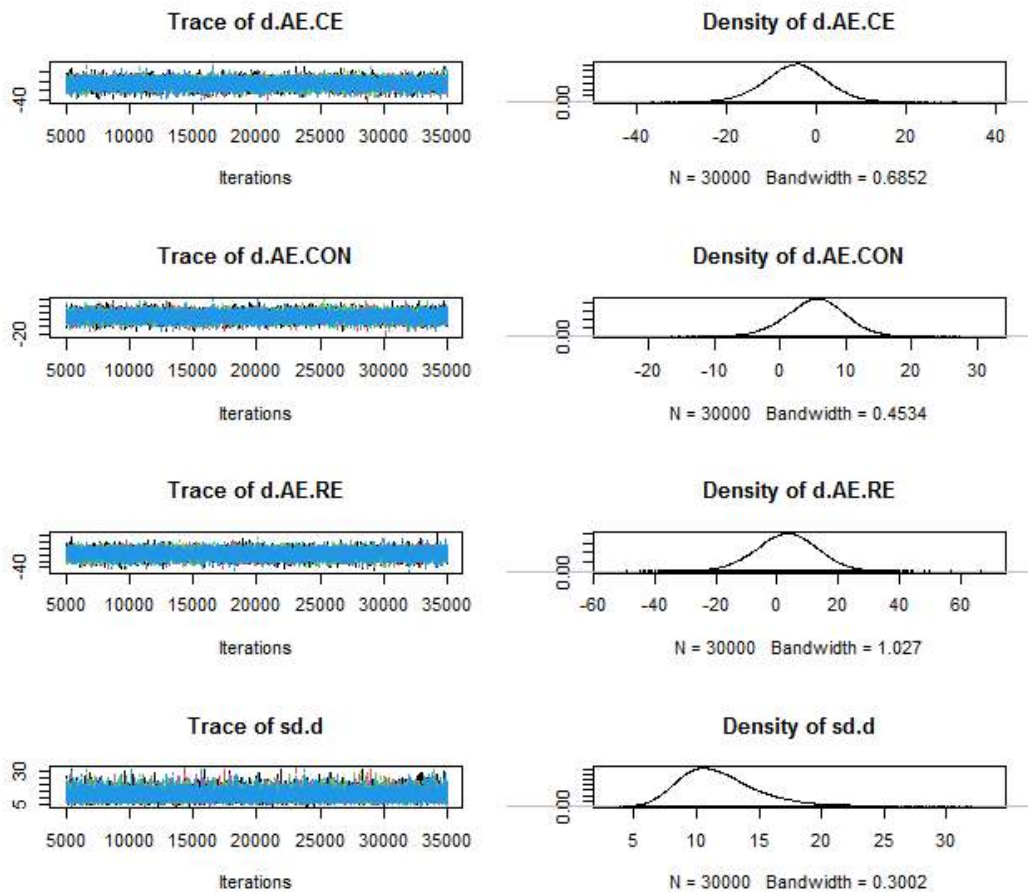 Trace of d.AE.CE
-40
5000 10000 15000 20000 25000 30000 35000
Iterations
Density of d.AE.CE
0.00
-40 -20 0 20 40
N = 30000 Bandwidth = 0.6852
Trace of d.AE.CON
-20
5000 10000 15000 20000 25000 30000 35000
Iterations
Density of d.AE.CON
0.00
-20 -10 0 10 20 30
N = 30000 Bandwidth = 0.4534
Trace of d.AE.RE
-40
5000 10000 15000 20000 25000 30000 35000
Iterations
Density of d.AE.RE
0.00
-60 -40 -20 0 20 40 60
N = 30000 Bandwidth = 1.027
Trace of sd.d
30
5
5000 10000 15000 20000 25000 30000 35000
Iterations
Density of sd.d
0.00
5 10 15 20 25 30
N = 30000 Bandwidth = 0.3002